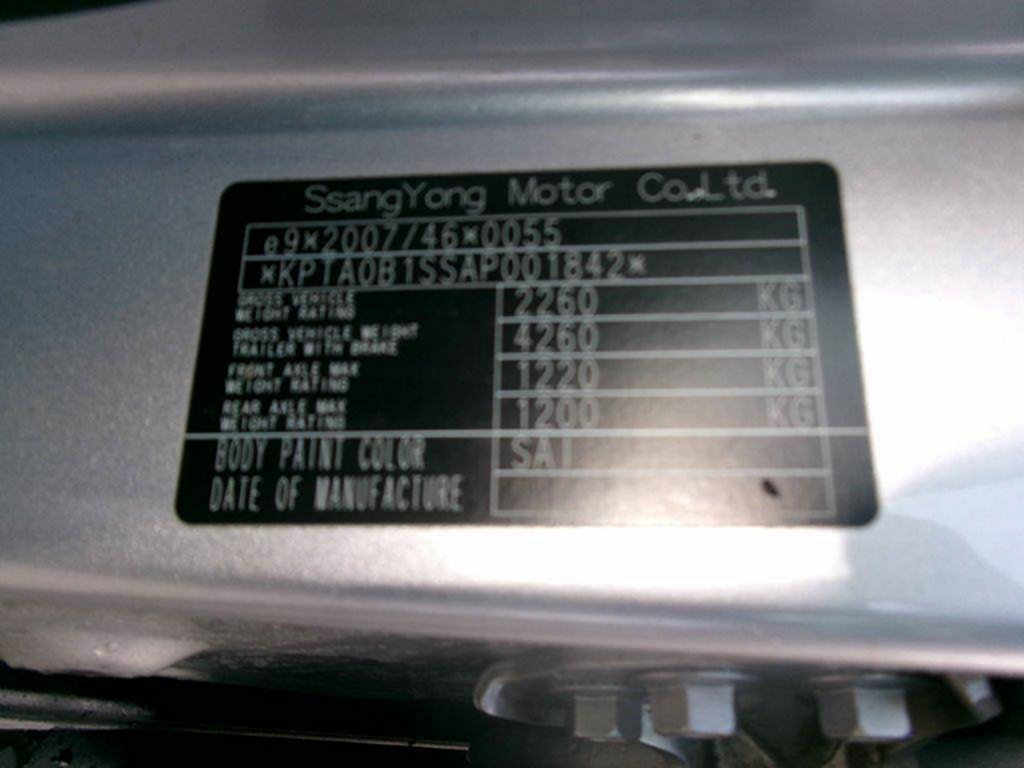 SsangYong Motor Co.Ltd.
e9*2007/46*0055
*KPTA0B1SSAP001842*
GROSS VEHICLE
WEIGHT RATING
2260 KG
GROSS VEHICLE WEIGHT
TRAILER WITH BRAKE
4260 KG
FRONT AXLE MAX
WEIGHT RATING
1220 KG
REAR AXLE MAX
WEIGHT RATING
1200 KG
BODY PAINT COLOR SAI
DATE OF MANUFACTURE